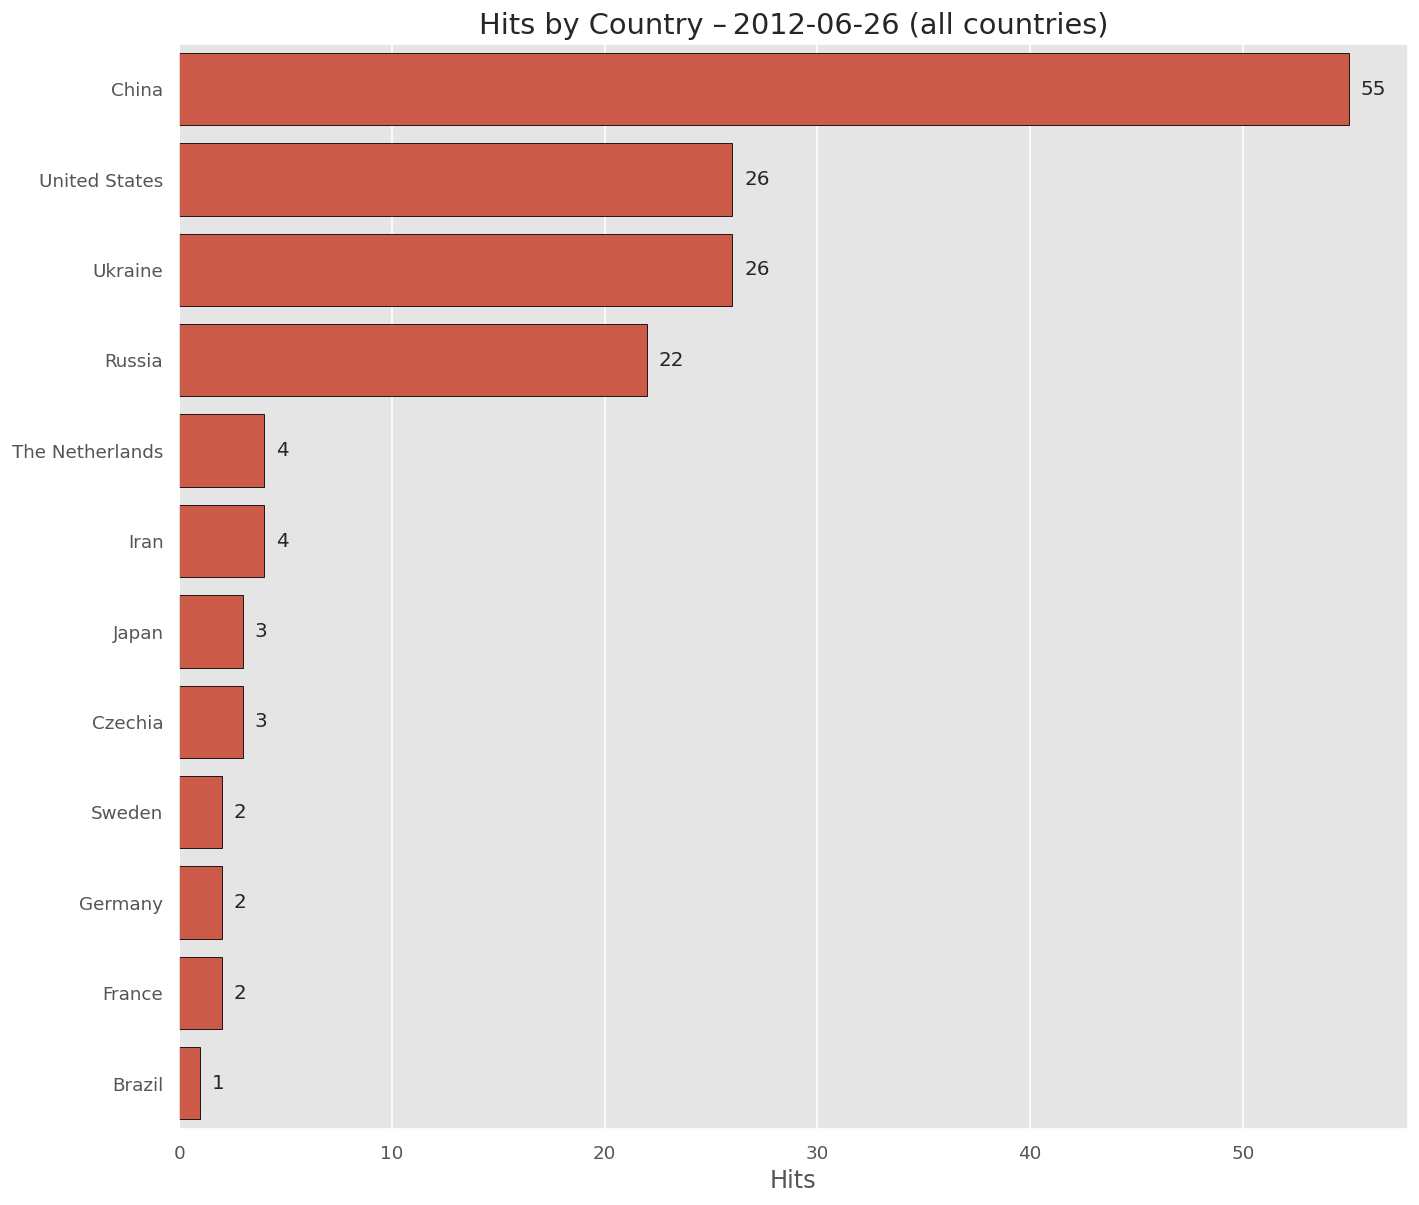 Hits by Country – 2012-06-26 (all countries)
China 55
United States 26
Ukraine 26
Russia 22
The Netherlands 4
Iran 4
Japan 3
Czechia 3
Sweden 2
Germany 2
France 2
Brazil 1
0 10 20 30 40 50
Hits